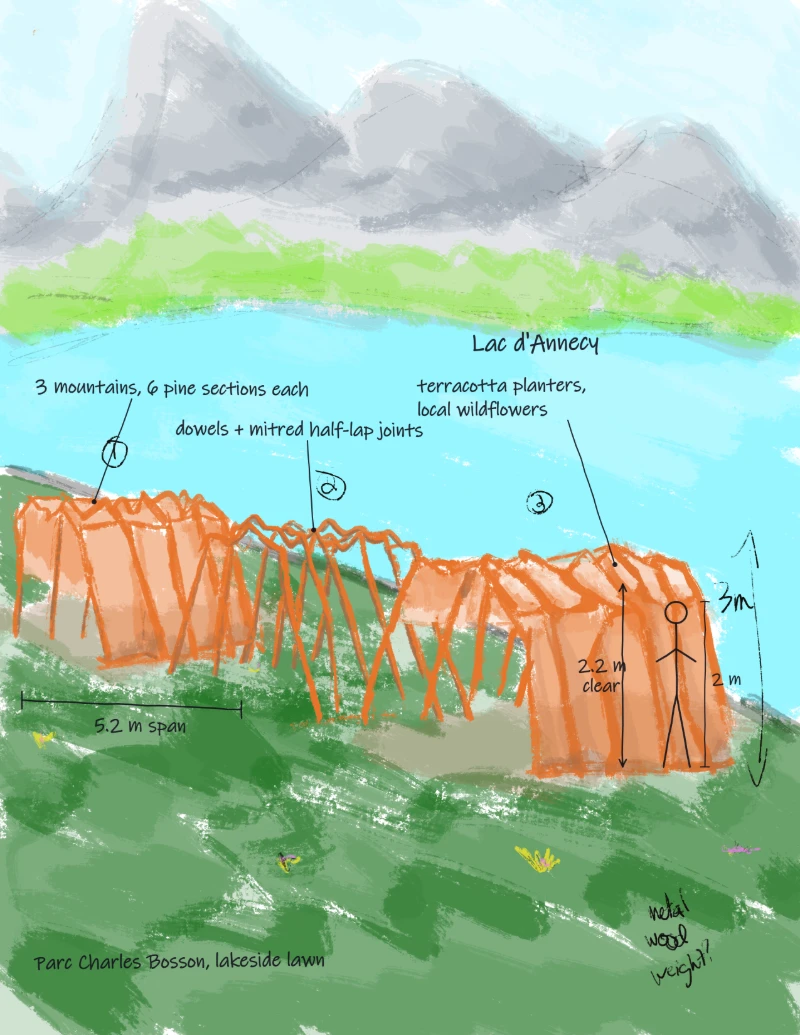 Lac d'Annecy
3 mountains, 6 pine sections each
terracotta planters,
local wildflowers
dowels + mitred half-lap joints
1
2
3
3m
2.2 m
clear
2 m
5.2 m span
metal
wood
weight?
Parc Charles Bosson, lakeside lawn